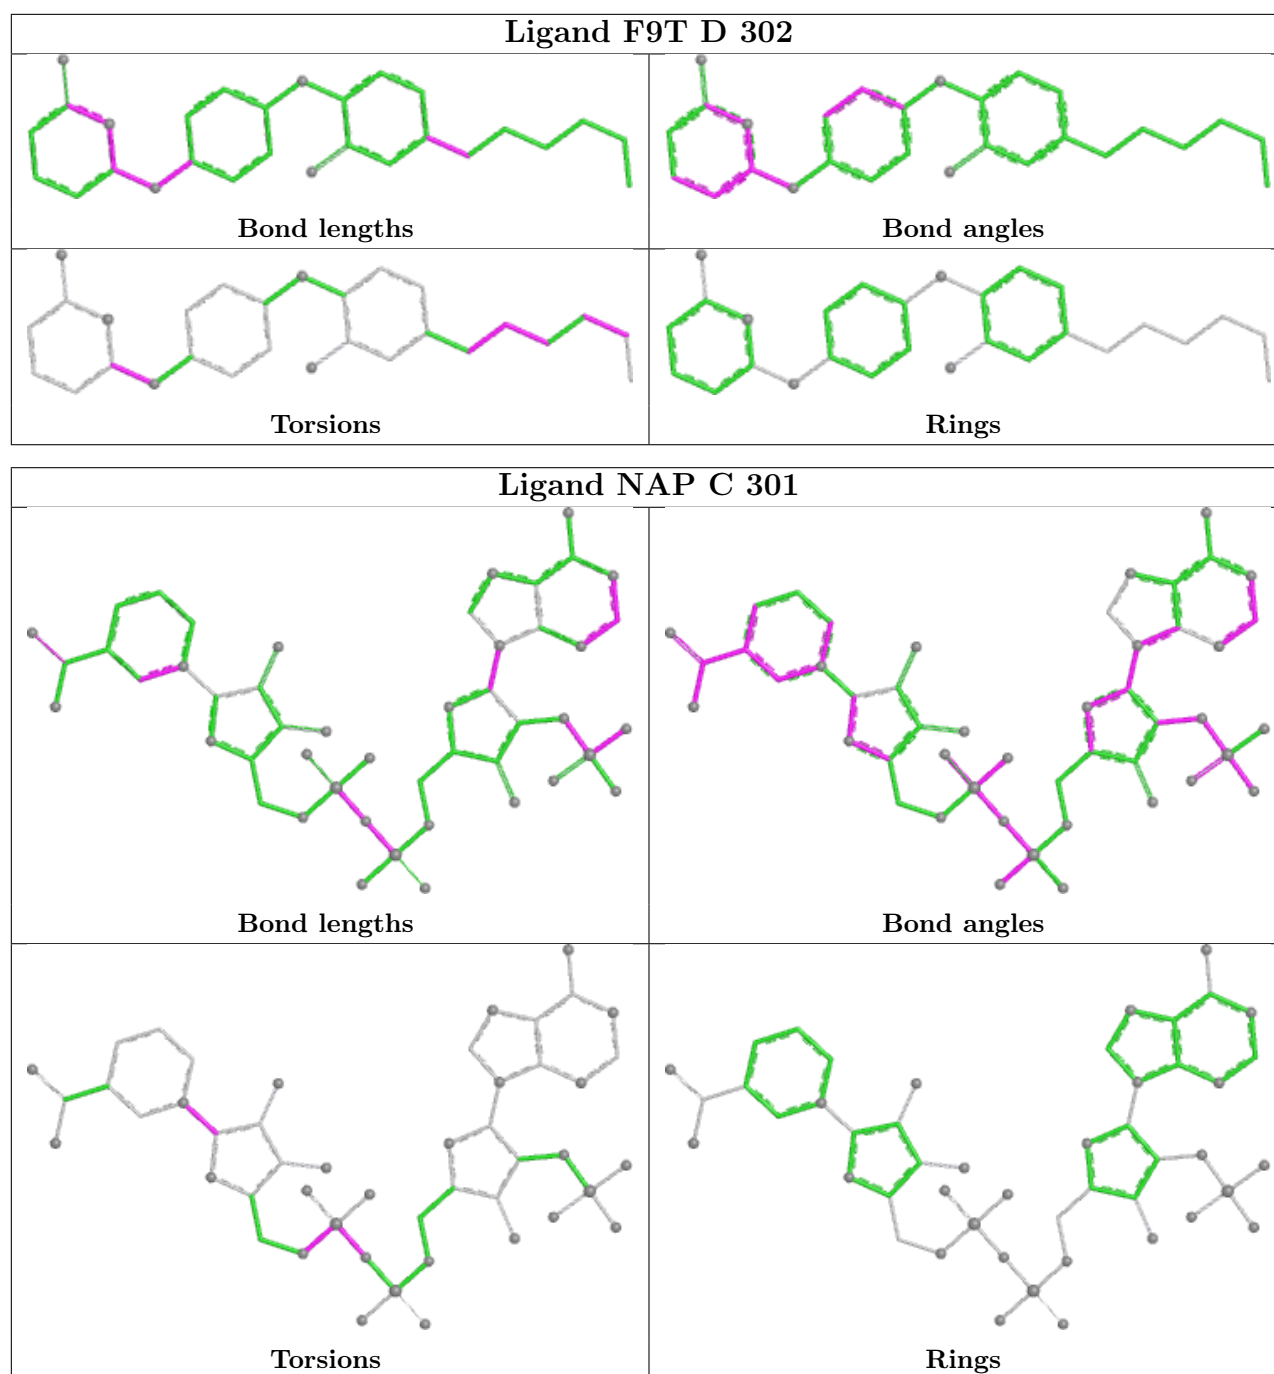 Ligand F9T D 302
Bond lengths
Bond angles
Torsions
Rings
Ligand NAP C 301
Bond lengths
Bond angles
Torsions
Rings